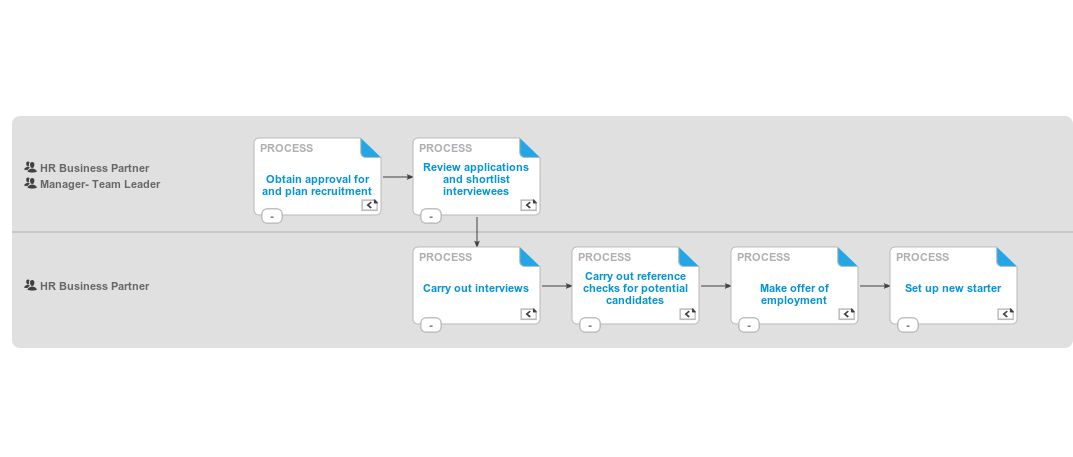 HR Business Partner
Manager- Team Leader
PROCESS
Obtain approval for
and plan recruitment
-
PROCESS
Review applications
and shortlist
interviewees
-
HR Business Partner
PROCESS
Carry out interviews
-
PROCESS
Carry out reference
checks for potential
candidates
-
PROCESS
Make offer of
employment
-
PROCESS
Set up new starter
-